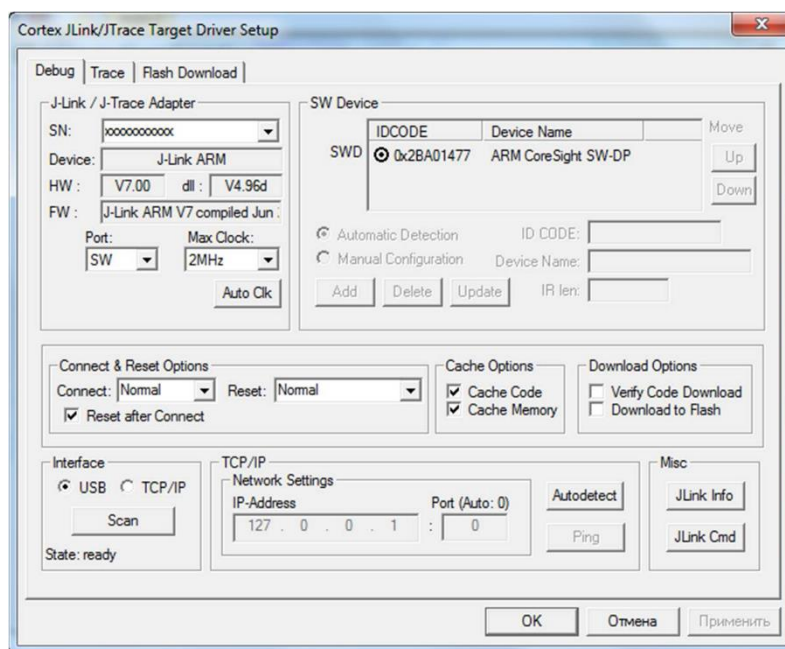 Cortex JLink/JTrace Target Driver Setup
Debug Trace Flash Download
J-Link / J-Trace Adapter
SN: xxxxxxxxxxx
Device: J-Link ARM
HW : V7.00 dll : V4.96d
FW : J-Link ARM V7 compiled Jun
Port: Max Clock:
SW 2MHz
Auto Clk
SW Device
IDCODE Device Name Move
SWD 0x2BA01477 ARM CoreSight SW-DP Up
Down
Automatic Detection ID CODE:
Manual Configuration Device Name:
Add Delete Update IR len:
Connect & Reset Options
Connect: Normal Reset: Normal
Reset after Connect
Cache Options
Cache Code
Cache Memory
Download Options
Verify Code Download
Download to Flash
Interface
USB TCP/IP
Scan
State: ready
TCP/IP
Network Settings
IP-Address Port (Auto: 0)
127 . 0 . 0 . 1 : 0
Autodetect
Ping
Misc
JLink Info
JLink Cmd
OK Отмена Применить